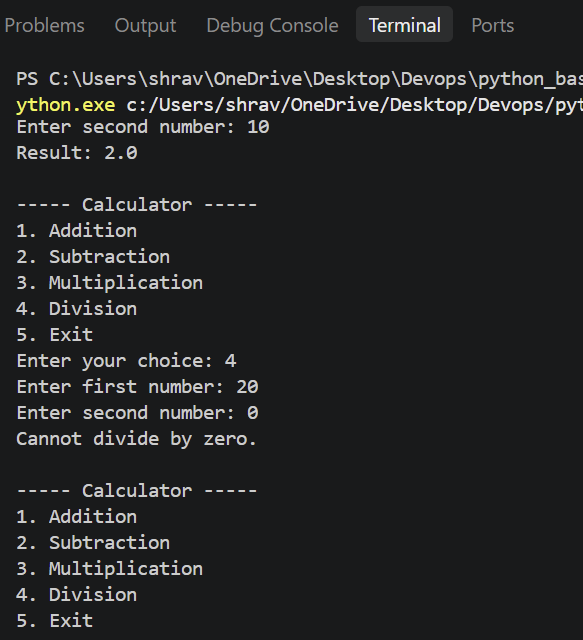 Problems Output Debug Console Terminal Ports
PS C:\Users\shrav\OneDrive\Desktop\Devops\python_bas
ython.exe c:/Users/shrav/OneDrive/Desktop/Devops/pyt
Enter second number: 10
Result: 2.0
----- Calculator -----
1. Addition
2. Subtraction
3. Multiplication
4. Division
5. Exit
Enter your choice: 4
Enter first number: 20
Enter second number: 0
Cannot divide by zero.
----- Calculator -----
1. Addition
2. Subtraction
3. Multiplication
4. Division
5. Exit